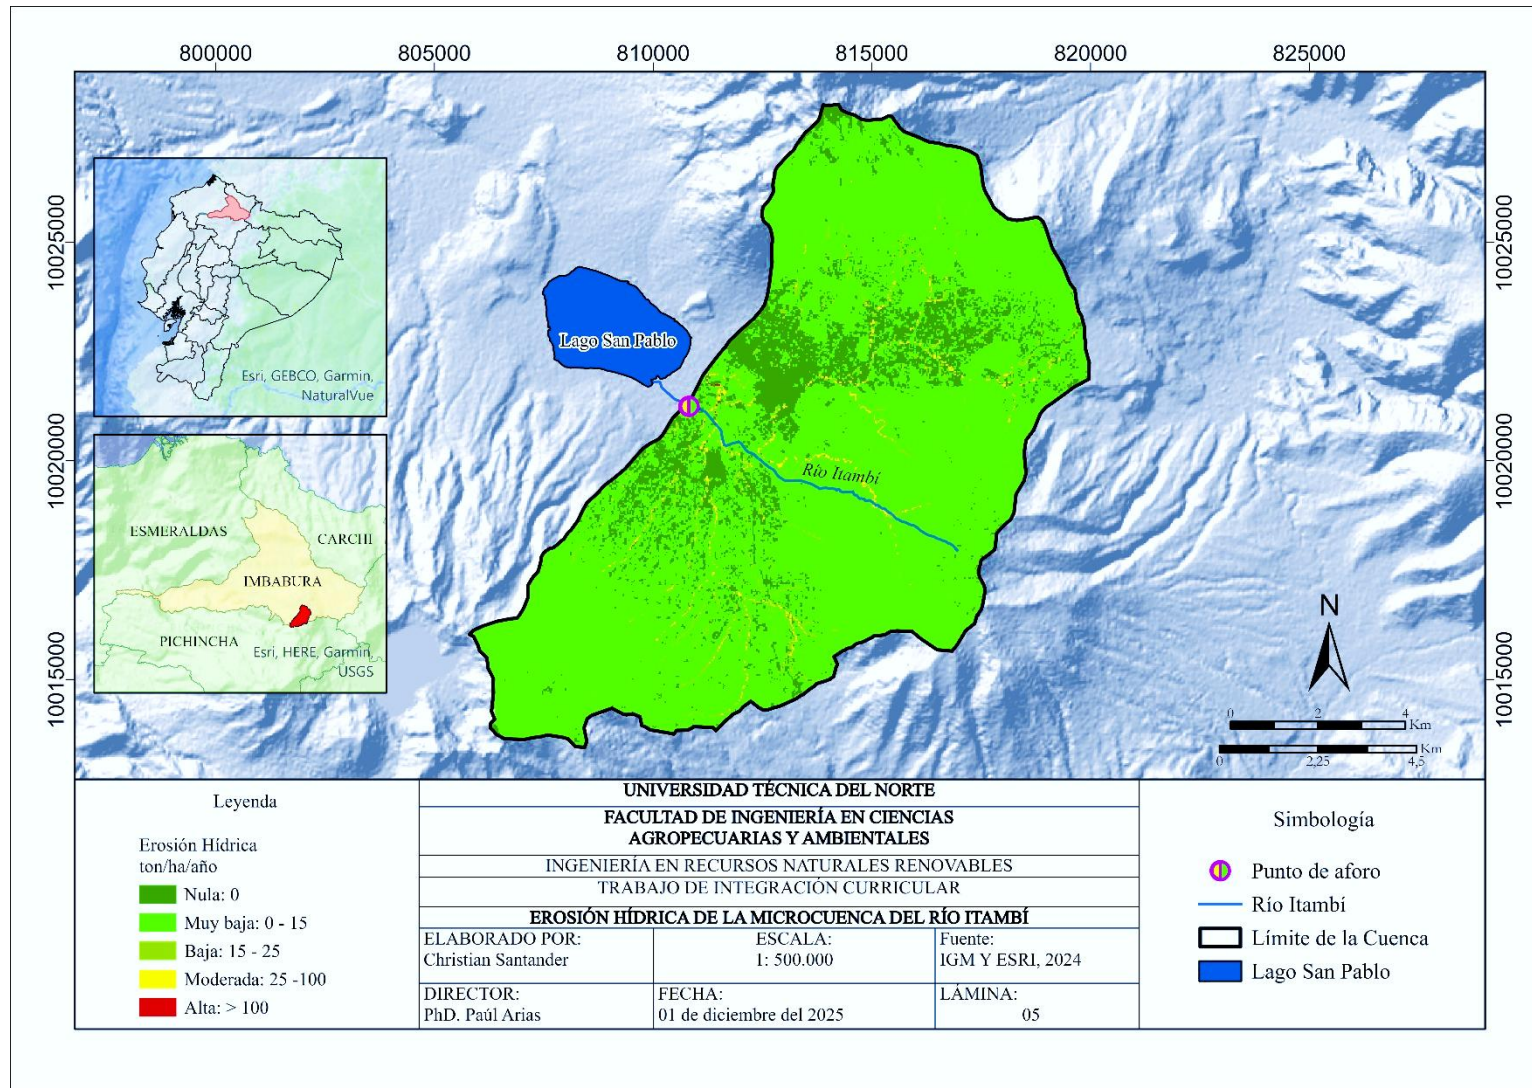 800000
805000
810000
815000
820000
825000
10025000
10020000
10015000
10025000
10020000
10015000
Esri, GEBCO, Garmin,
NaturalVue
ESMERALDAS
CARCHI
IMBABURA
PICHINCHA
Esri, HERE, Garmin,
USGS
Lago San Pablo
Río Itambí
N
0 2 4
Km
Km
0 2,25 4,5
Leyenda
Erosión Hídrica
ton/ha/año
Nula: 0
Muy baja: 0 - 15
Baja: 15 - 25
Moderada: 25 -100
Alta: > 100
UNIVERSIDAD TÉCNICA DEL NORTE
FACULTAD DE INGENIERÍA EN CIENCIAS
AGROPECUARIAS Y AMBIENTALES
INGENIERÍA EN RECURSOS NATURALES RENOVABLES
TRABAJO DE INTEGRACIÓN CURRICULAR
EROSIÓN HÍDRICA DE LA MICROCUENCA DEL RÍO ITAMBÍ
ELABORADO POR:
Christian Santander
ESCALA:
1: 500.000
Fuente:
IGM Y ESRI, 2024
DIRECTOR:
PhD. Paúl Arias
FECHA:
01 de diciembre del 2025
LÁMINA:
05
Simbología
Punto de aforo
Río Itambí
Límite de la Cuenca
Lago San Pablo